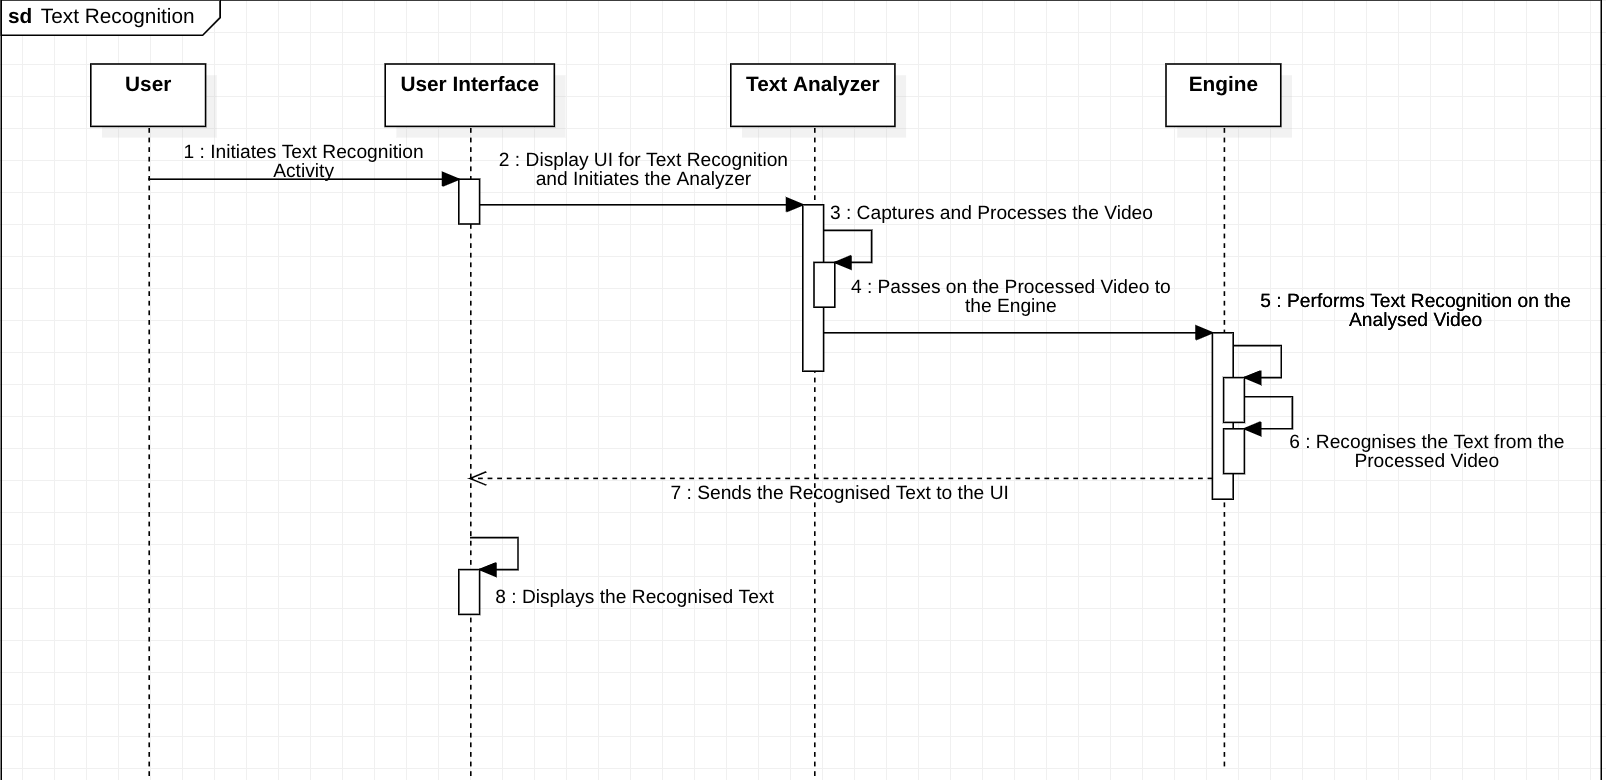 sd Text Recognition
User
User Interface
Text Analyzer
Engine
1 : Initiates Text Recognition
Activity
2 : Display UI for Text Recognition
and Initiates the Analyzer
3 : Captures and Processes the Video
4 : Passes on the Processed Video to
the Engine
5 : Performs Text Recognition on the
Analysed Video
6 : Recognises the Text from the
Processed Video
7 : Sends the Recognised Text to the UI
8 : Displays the Recognised Text